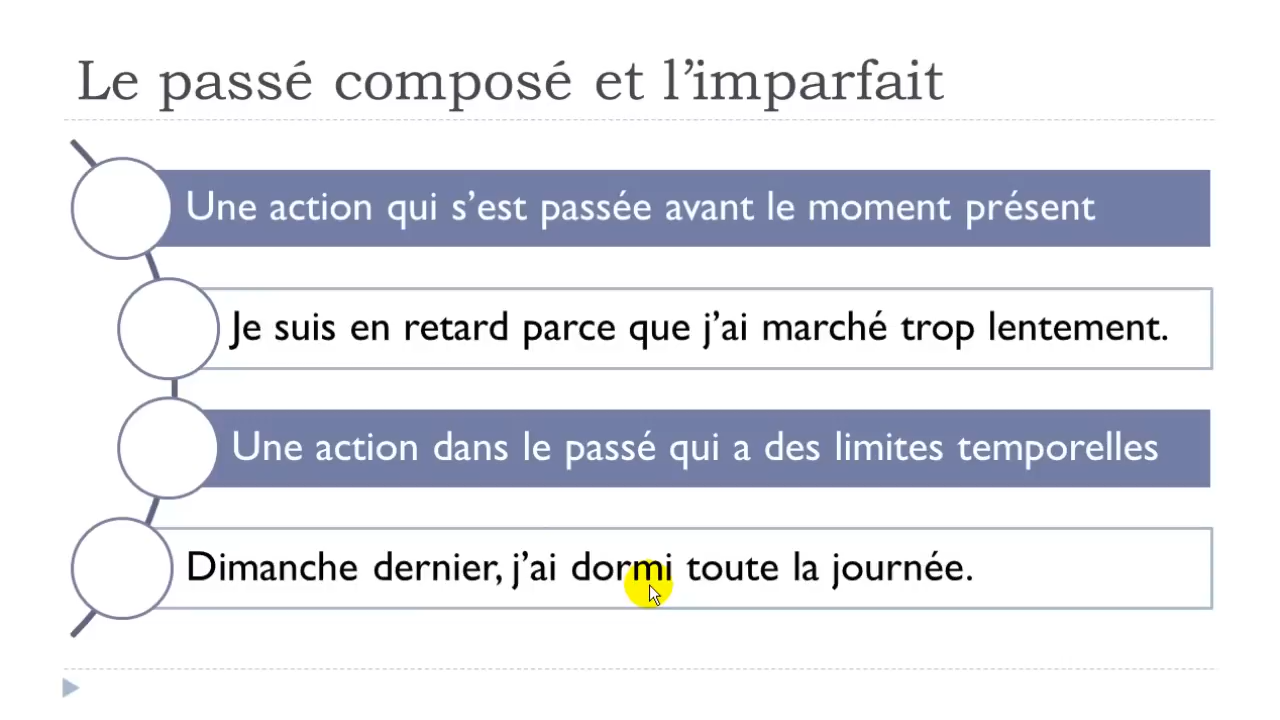 Le passé composé et l’imparfait
Une action qui s’est passée avant le moment présent
Je suis en retard parce que j’ai marché trop lentement.
Une action dans le passé qui a des limites temporelles
Dimanche dernier, j’ai dormi toute la journée.